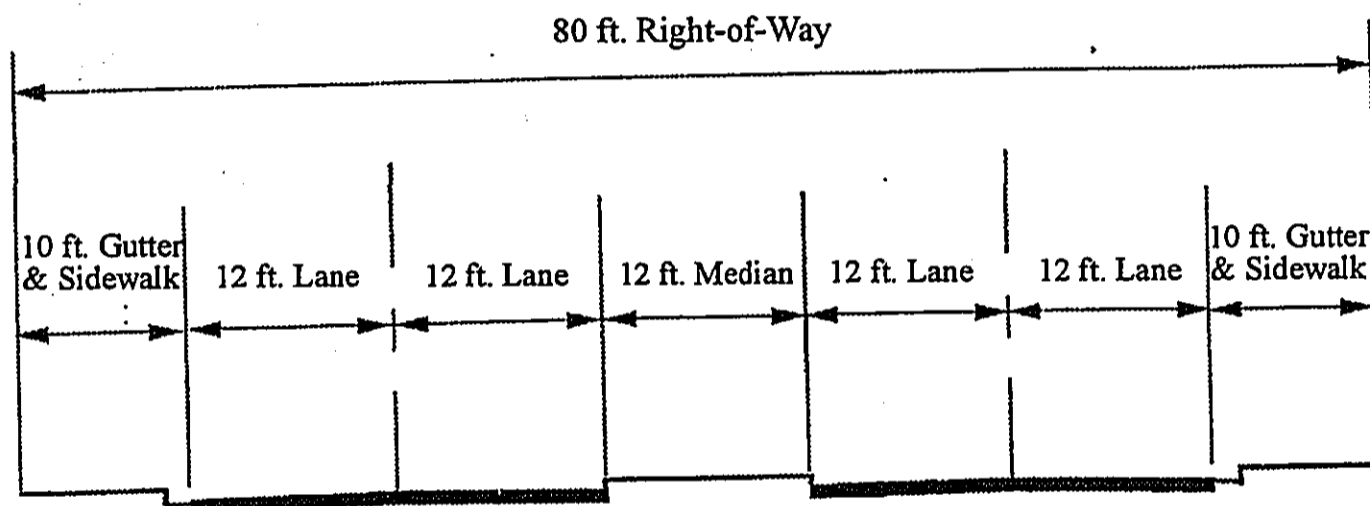 80 ft. Right-of-Way
10 ft. Gutter
& Sidewalk
12 ft. Lane
12 ft. Lane
12 ft. Median
12 ft. Lane
12 ft. Lane
10 ft. Gutter
& Sidewalk